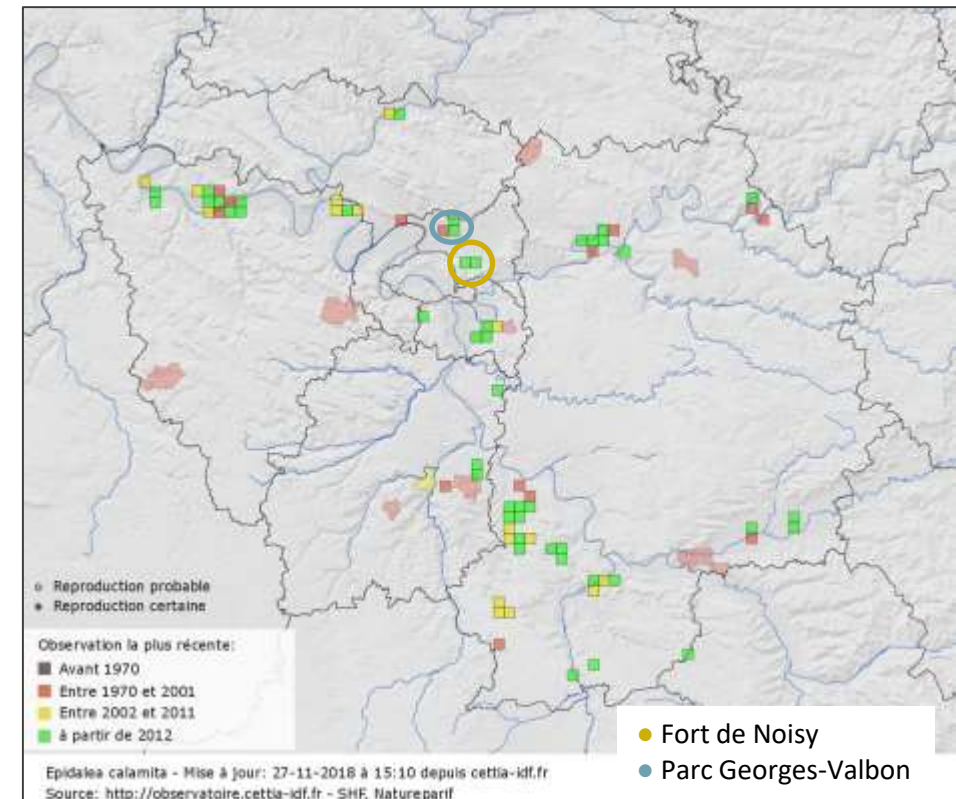 Reproduction probable
Reproduction certaine
Observation la plus récente:
Avant 1970
Entre 1970 et 2001
Entre 2002 et 2011
à partir de 2012
Fort de Noisy
Parc Georges-Valbon
Epidalea calamita - Mise à jour: 27-11-2018 à 15:10 depuis cettia-idf.fr
Source: http://observatoire.cettia-idf.fr - SHF, Natureparif